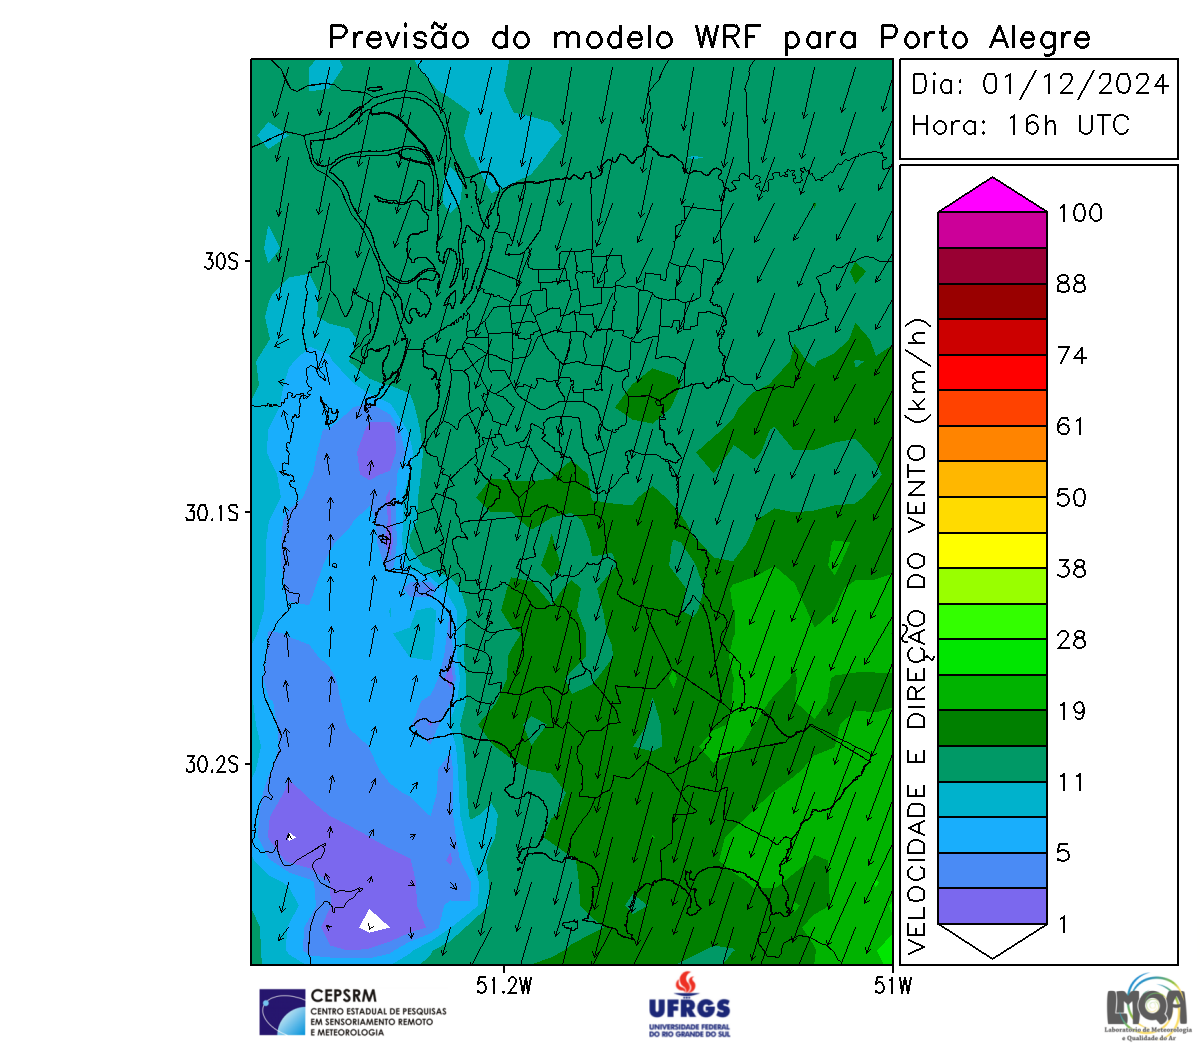 Previsão do modelo WRF para Porto Alegre
Dia: 01/12/2024
Hora: 16h UTC
VELOCIDADE E DIREÇÃO DO VENTO (km/h)
100
88
74
61
50
38
28
19
11
5
1
30S
30.1S
30.2S
51.2W
51W
CEPSRM
CENTRO ESTADUAL DE PESQUISAS
EM SENSORIAMENTO REMOTO
E METEOROLOGIA
UFRGS
UNIVERSIDADE FEDERAL
DO RIO GRANDE DO SUL
LMQA
Laboratório de Meteorologia
e Qualidade do Ar